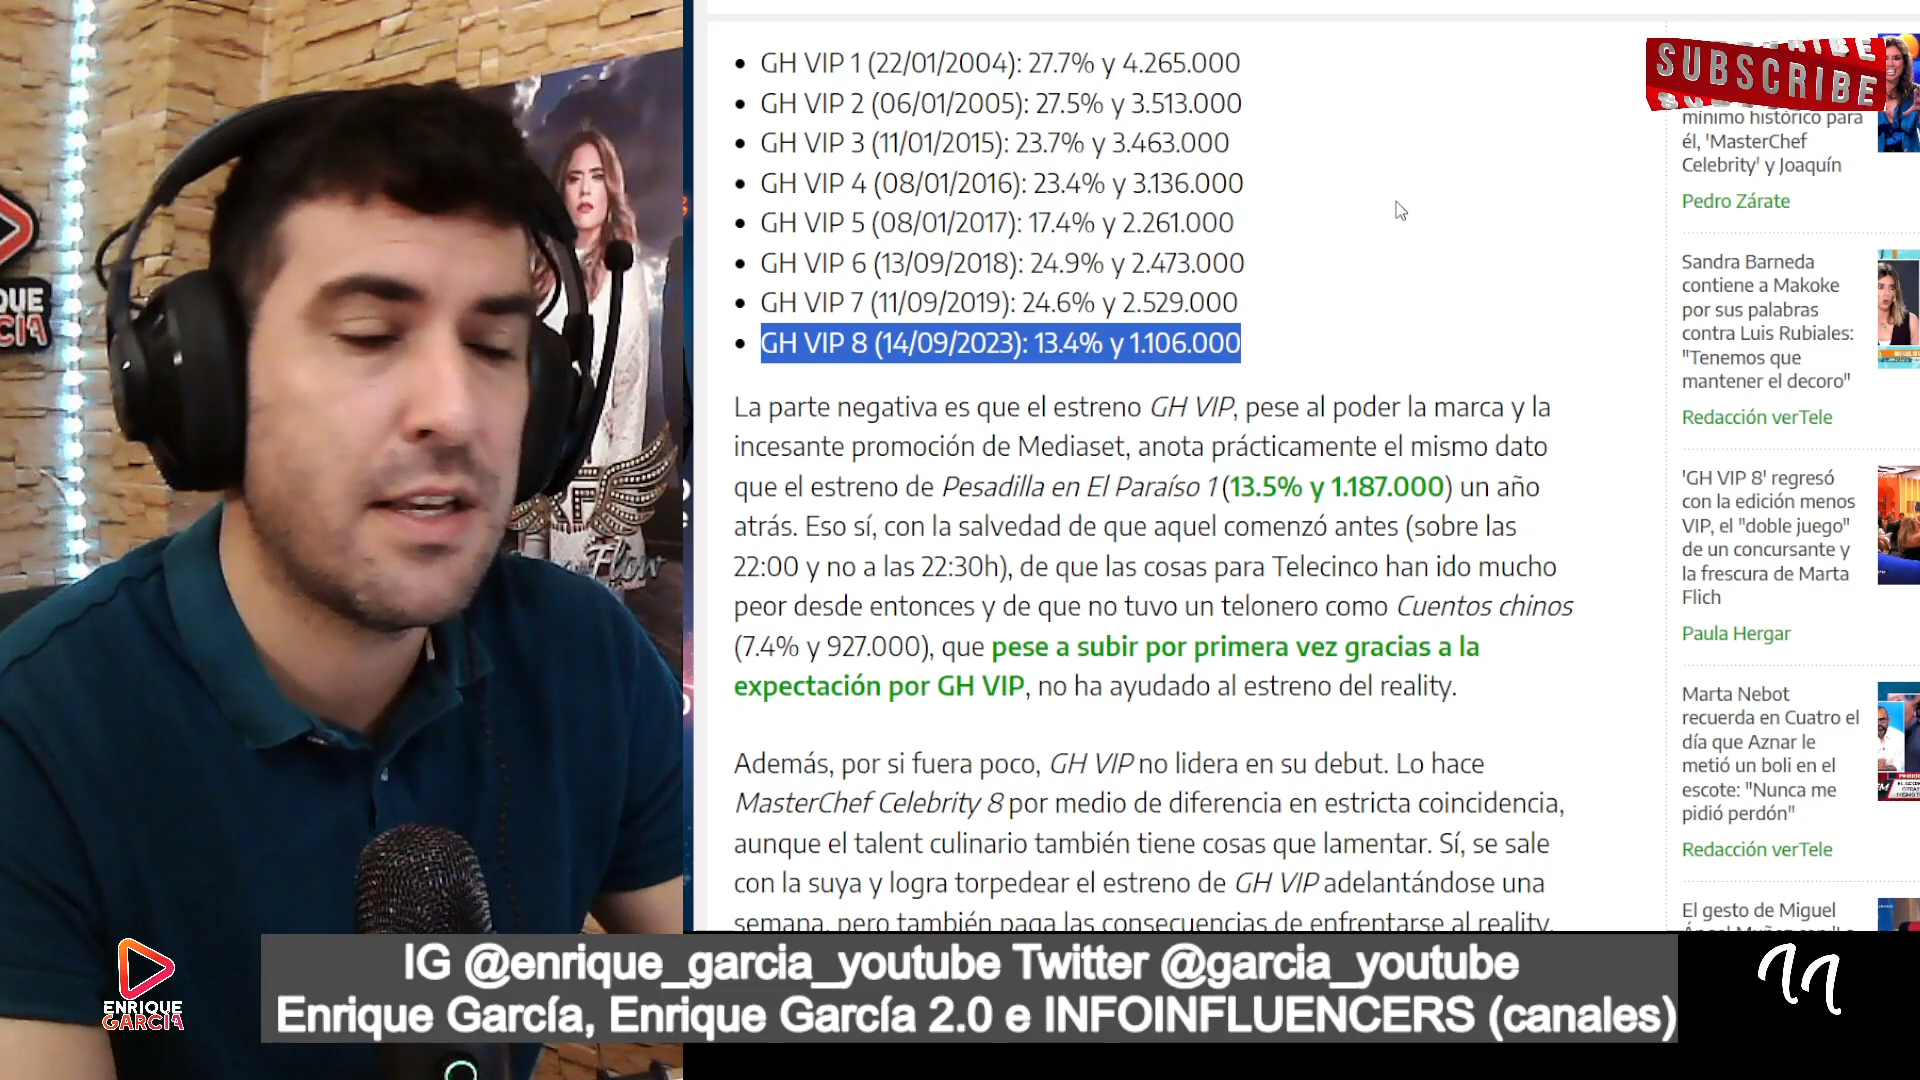 GH VIP 1 (22/01/2004): 27.7% y 4.265.000
GH VIP 2 (06/01/2005): 27.5% y 3.513.000
GH VIP 3 (11/01/2015): 23.7% y 3.463.000
GH VIP 4 (08/01/2016): 23.4% y 3.136.000
GH VIP 5 (08/01/2017): 17.4% y 2.261.000
GH VIP 6 (13/09/2018): 24.9% y 2.473.000
GH VIP 7 (11/09/2019): 24.6% y 2.529.000
GH VIP 8 (14/09/2023): 13.4% y 1.106.000
La parte negativa es que el estreno GH VIP, pese al poder la marca y la
incesante promoción de Mediaset, anota prácticamente el mismo dato
que el estreno de Pesadilla en El Paraíso 1 (13.5% y 1.187.000) un año
atrás. Eso sí, con la salvedad de que aquel comenzó antes (sobre las
22:00 y no a las 22:30h), de que las cosas para Telecinco han ido mucho
peor desde entonces y de que no tuvo un telonero como Cuentos chinos
(7.4% y 927.000), que pese a subir por primera vez gracias a la
expectación por GH VIP, no ha ayudado al estreno del reality.
Además, por si fuera poco, GH VIP no lidera en su debut. Lo hace
MasterChef Celebrity 8 por medio de diferencia en estricta coincidencia,
aunque el talent culinario también tiene cosas que lamentar. Sí, se sale
con la suya y logra torpedear el estreno de GH VIP adelantándose una
semana, pero también paga las consecuencias de enfrentarse al reality.
SUBSCRIBE
mínimo histórico para
él, 'MasterChef
Celebrity' y Joaquín
Pedro Zárate
Sandra Barneda
contiene a Makoke
por sus palabras
contra Luis Rubiales:
"Tenemos que
mantener el decoro"
Redacción verTele
'GH VIP 8' regresó
con la edición menos
VIP, el "doble juego"
de un concursante y
la frescura de Marta
Flich
Paula Hergar
Marta Nebot
recuerda en Cuatro el
día que Aznar le
metió un boli en el
escote: "Nunca me
pidió perdón"
Redacción verTele
El gesto de Miguel
Flow
ENRIQUE
GARCIA
IG @enrique_garcia_youtube Twitter @garcia_youtube
Enrique García, Enrique García 2.0 e INFOINFLUENCERS (canales)